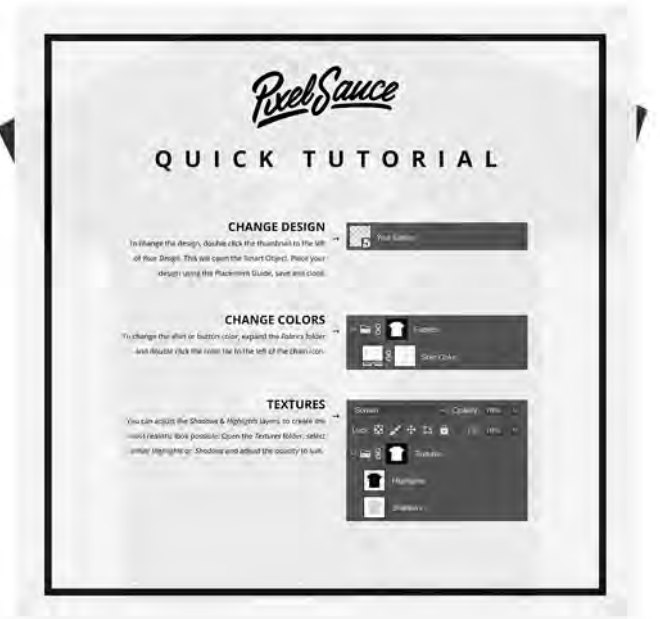 PixelSauce
QUICK TUTORIAL
CHANGE DESIGN
To change the design, double click the thumbnail to the left
of Your Design. This will open the Smart Object. Place your
design using the Placement Guide, save and close.
Your Design
CHANGE COLORS
To change the shirt or button color, expand the Fabrics folder
and double click the color tile to the left of the chain icon.
Fabrics
Shirt Color
TEXTURES
You can adjust the Shadows & Highlights layers, to create the
most realistic look possible. Open the Textures folder, select
either Highlights or Shadows and adjust the opacity to suit.
Screen Opacity:
Lock:
Textures
Highlights
Shadows